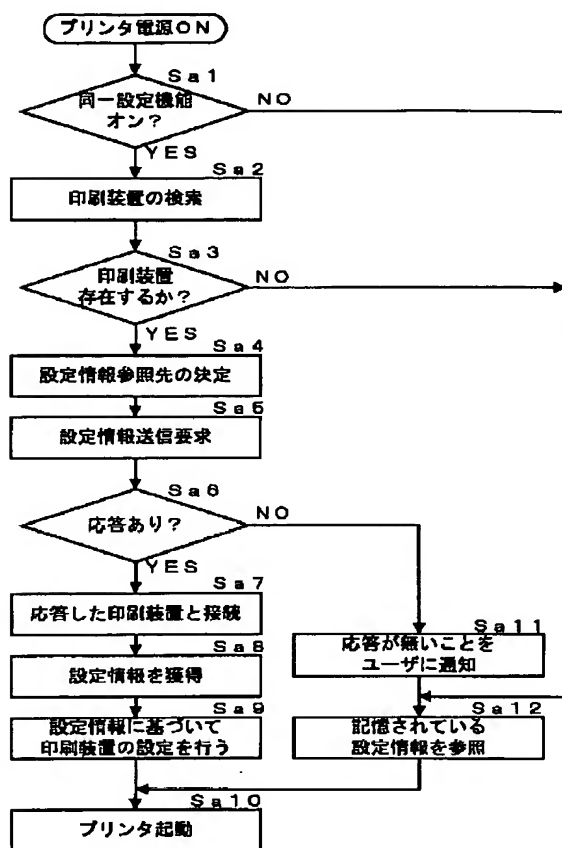 プリンタ電源ON
Sa1
同一設定機能
オン？
NO
YES
Sa2
印刷装置の検索
Sa3
印刷装置
存在するか？
NO
YES
Sa4
設定情報参照先の決定
Sa5
設定情報送信要求
Sa6
応答あり？
NO
YES
Sa7
応答した印刷装置と接続
Sa8
設定情報を獲得
Sa9
設定情報に基づいて
印刷装置の設定を行う
Sa11
応答が無いことを
ユーザに通知
Sa12
記憶されている
設定情報を参照
Sa10
プリンタ起動